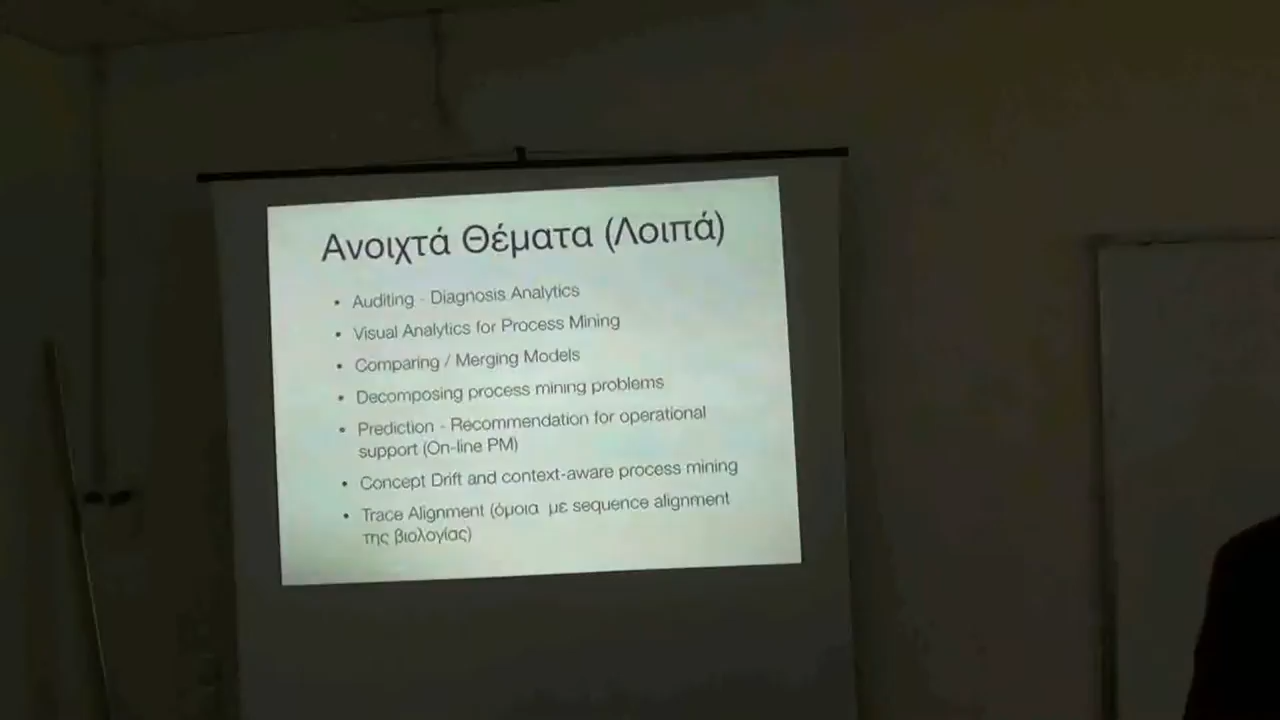 Ανοιχτά Θέματα (Λοιπά)
• Auditing - Diagnosis Analytics
• Visual Analytics for Process Mining
• Comparing / Merging Models
• Decomposing process mining problems
• Prediction - Recommendation for operational
support (On-line PM)
• Concept Drift and context-aware process mining
• Trace Alignment (όμοια με sequence alignment
της βιολογίας)